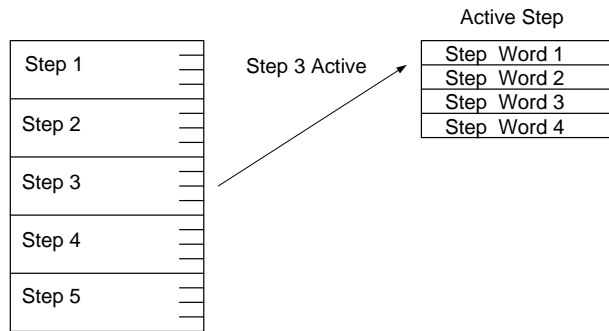 Active Step
Step 1
Step 2
Step 3
Step 4
Step 5
Step 3 Active
Step Word 1
Step Word 2
Step Word 3
Step Word 4